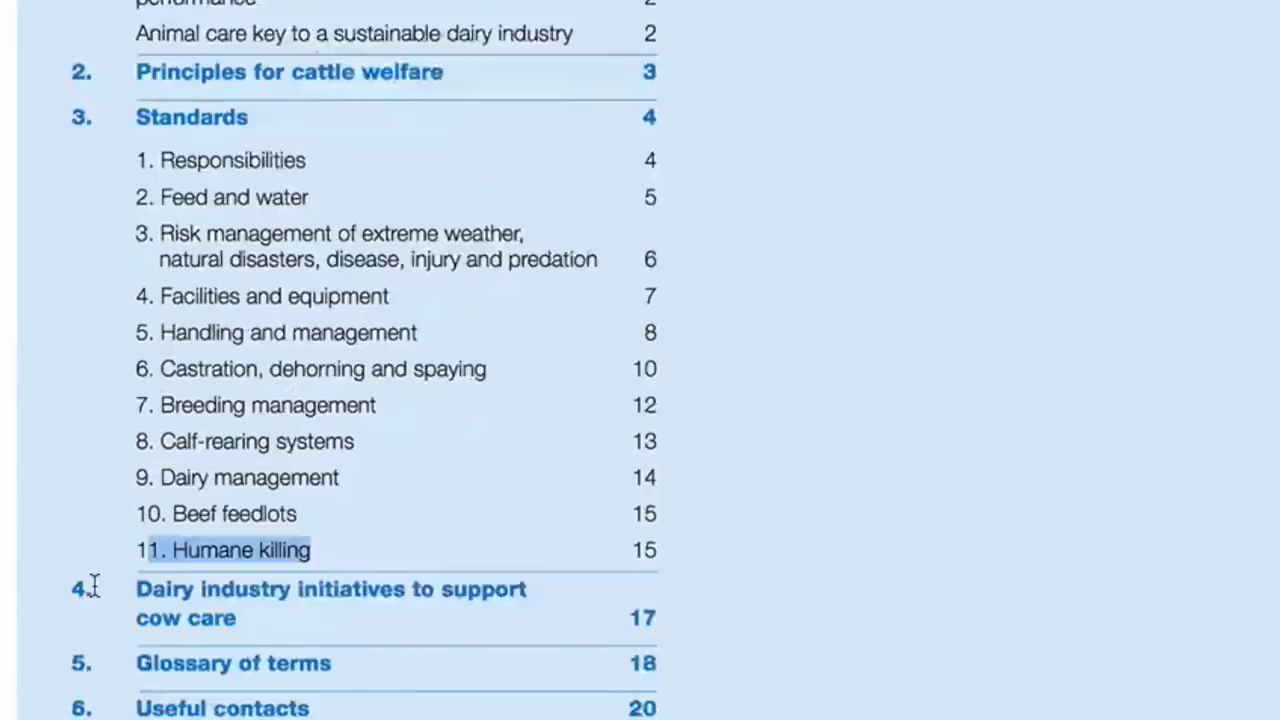 performance 2
Animal care key to a sustainable dairy industry 2
2. Principles for cattle welfare 3
3. Standards 4
1. Responsibilities 4
2. Feed and water 5
3. Risk management of extreme weather,
natural disasters, disease, injury and predation 6
4. Facilities and equipment 7
5. Handling and management 8
6. Castration, dehorning and spaying 10
7. Breeding management 12
8. Calf-rearing systems 13
9. Dairy management 14
10. Beef feedlots 15
11. Humane killing 15
4. Dairy industry initiatives to support
cow care 17
5. Glossary of terms 18
6. Useful contacts 20